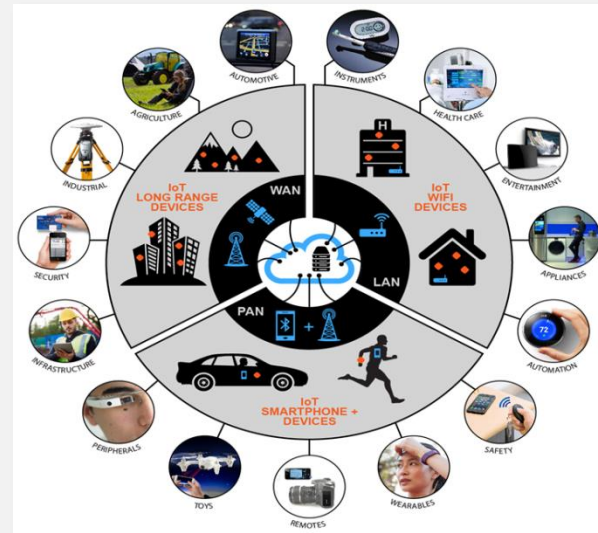 AUTOMOTIVE
INSTRUMENTS
AGRICULTURE
HEALTH CARE
INDUSTRIAL
ENTERTAINMENT
SECURITY
APPLIANCES
INFRASTRUCTURE
AUTOMATION
PERIPHERALS
SAFETY
TOYS
WEARABLES
REMOTES
IoT
LONG RANGE
DEVICES
WAN
H
IoT
WIFI
DEVICES
LAN
PAN
+
IoT
SMARTPHONE +
DEVICES
72